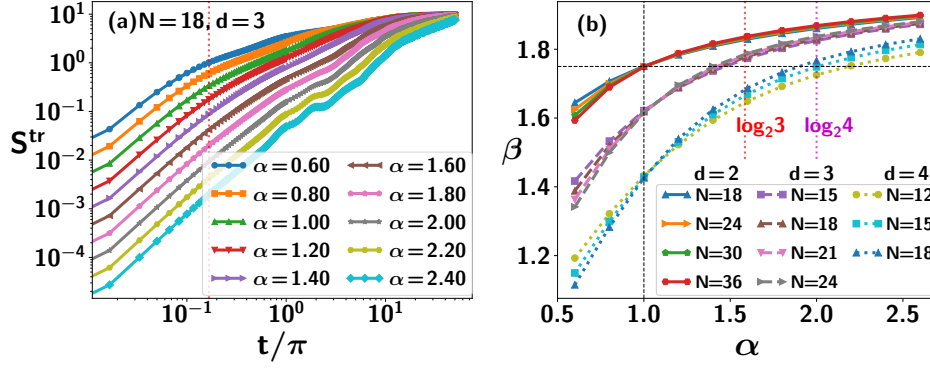 (a) N=18, d=3
S^tr
10^1
10^0
10^-1
10^-2
10^-3
10^-4
α=0.60
α=0.80
α=1.00
α=1.20
α=1.40
α=1.60
α=1.80
α=2.00
α=2.20
α=2.40
10^-1
10^0
10^1
t/π
(b)
β
1.8
1.6
1.4
1.2
log₂3
log₂4
d=2
N=18
N=24
N=30
N=36
d=3
N=15
N=18
N=21
N=24
d=4
N=12
N=15
N=18
1.0
1.5
2.0
2.5
α